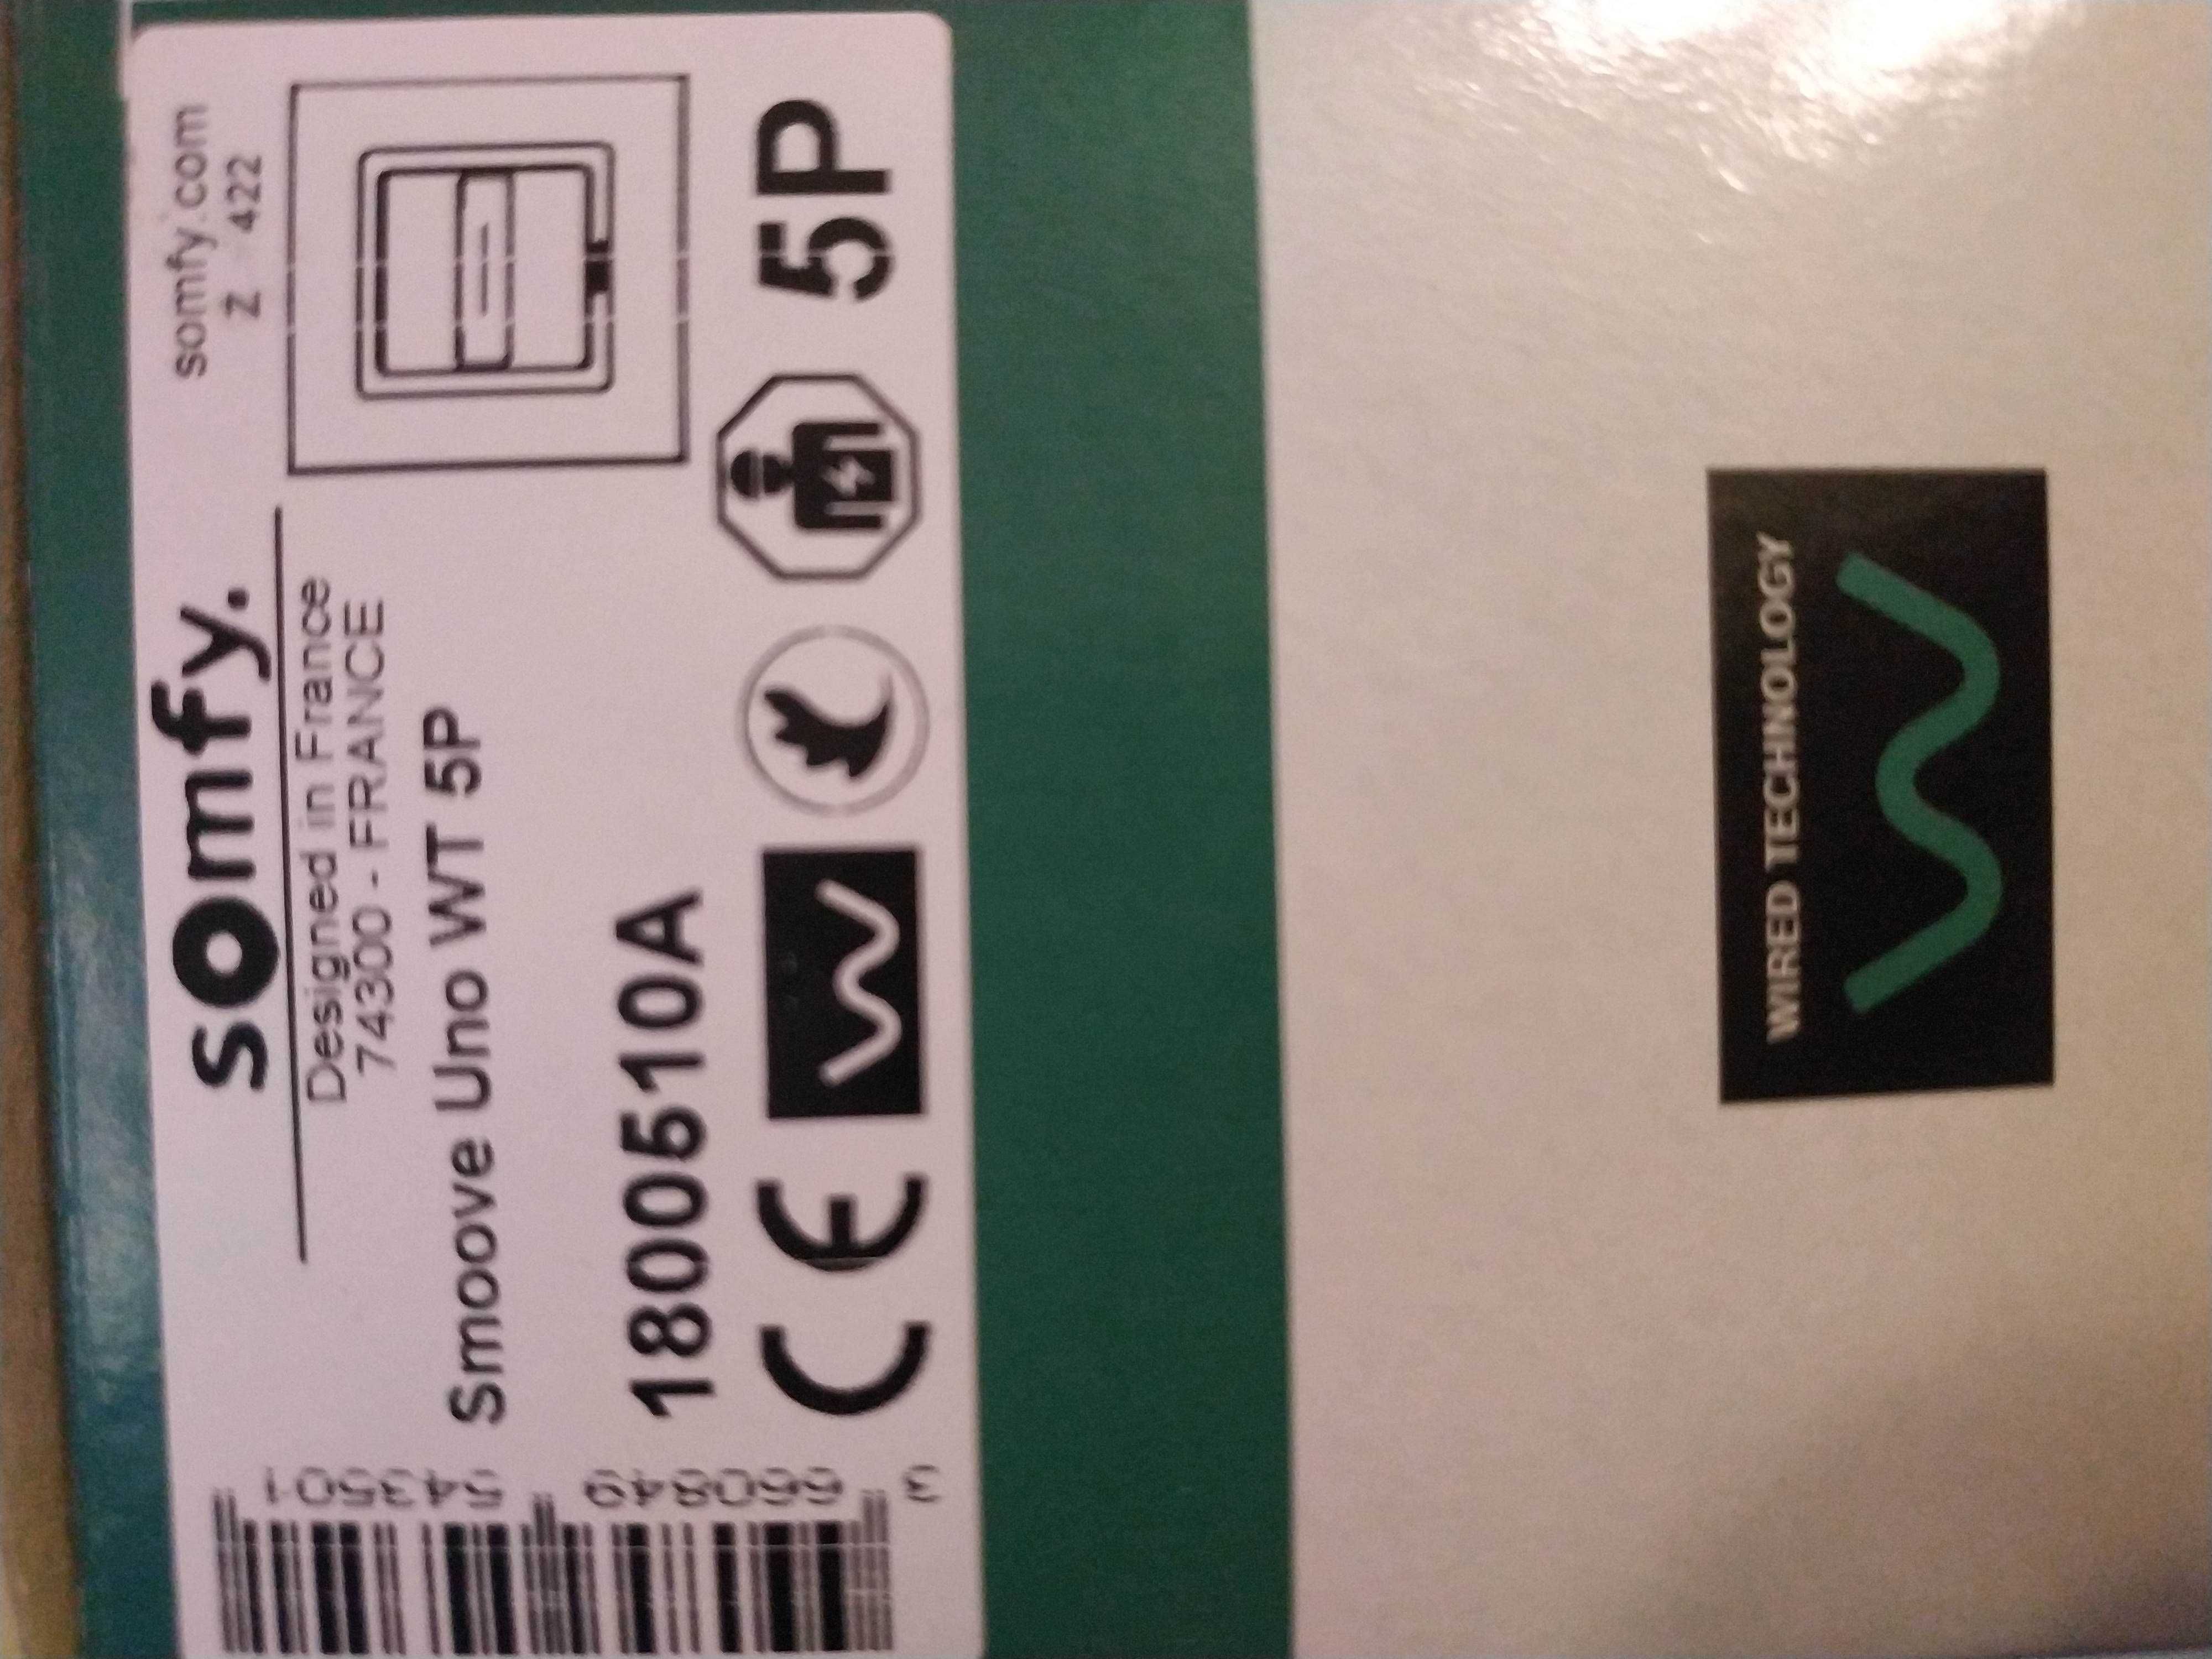 somfy.
somfy.com
Z 422
Designed in France
74300 - FRANCE
Smoove Uno WT 5P
1800510A
CE
5P
3 660849 543501
WIRED TECHNOLOGY